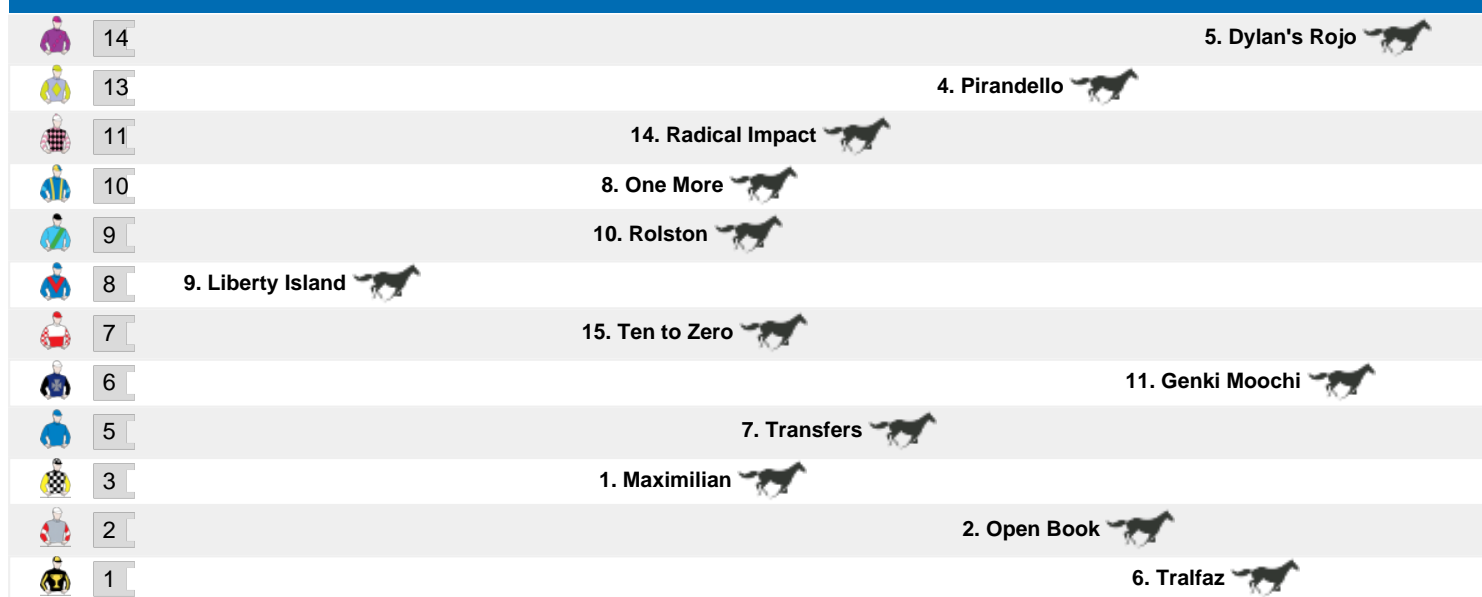 14 5. Dylan's Rojo
13 4. Pirandello
11 14. Radical Impact
10 8. One More
9 10. Rolston
8 9. Liberty Island
7 15. Ten to Zero
6 11. Genki Moochi
5 7. Transfers
3 1. Maximilian
2 2. Open Book
1 6. Tralfaz